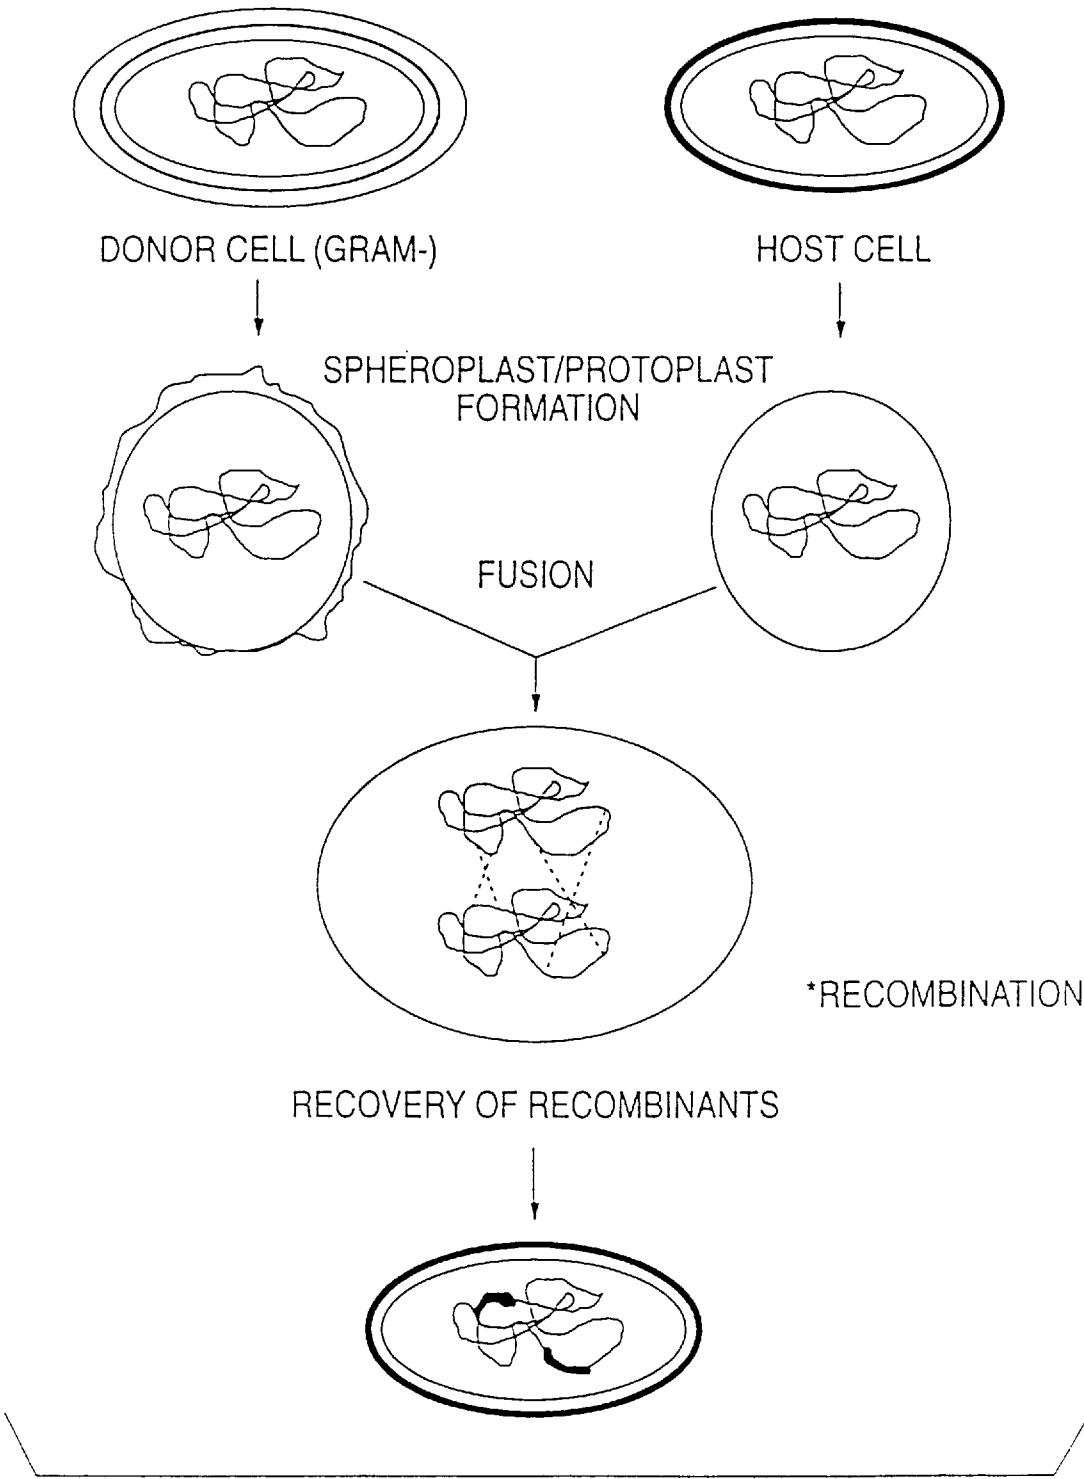 DONOR CELL (GRAM-)
HOST CELL
SPHEROPLAST/PROTOPLAST
FORMATION
FUSION
*RECOMBINATION
RECOVERY OF RECOMBINANTS